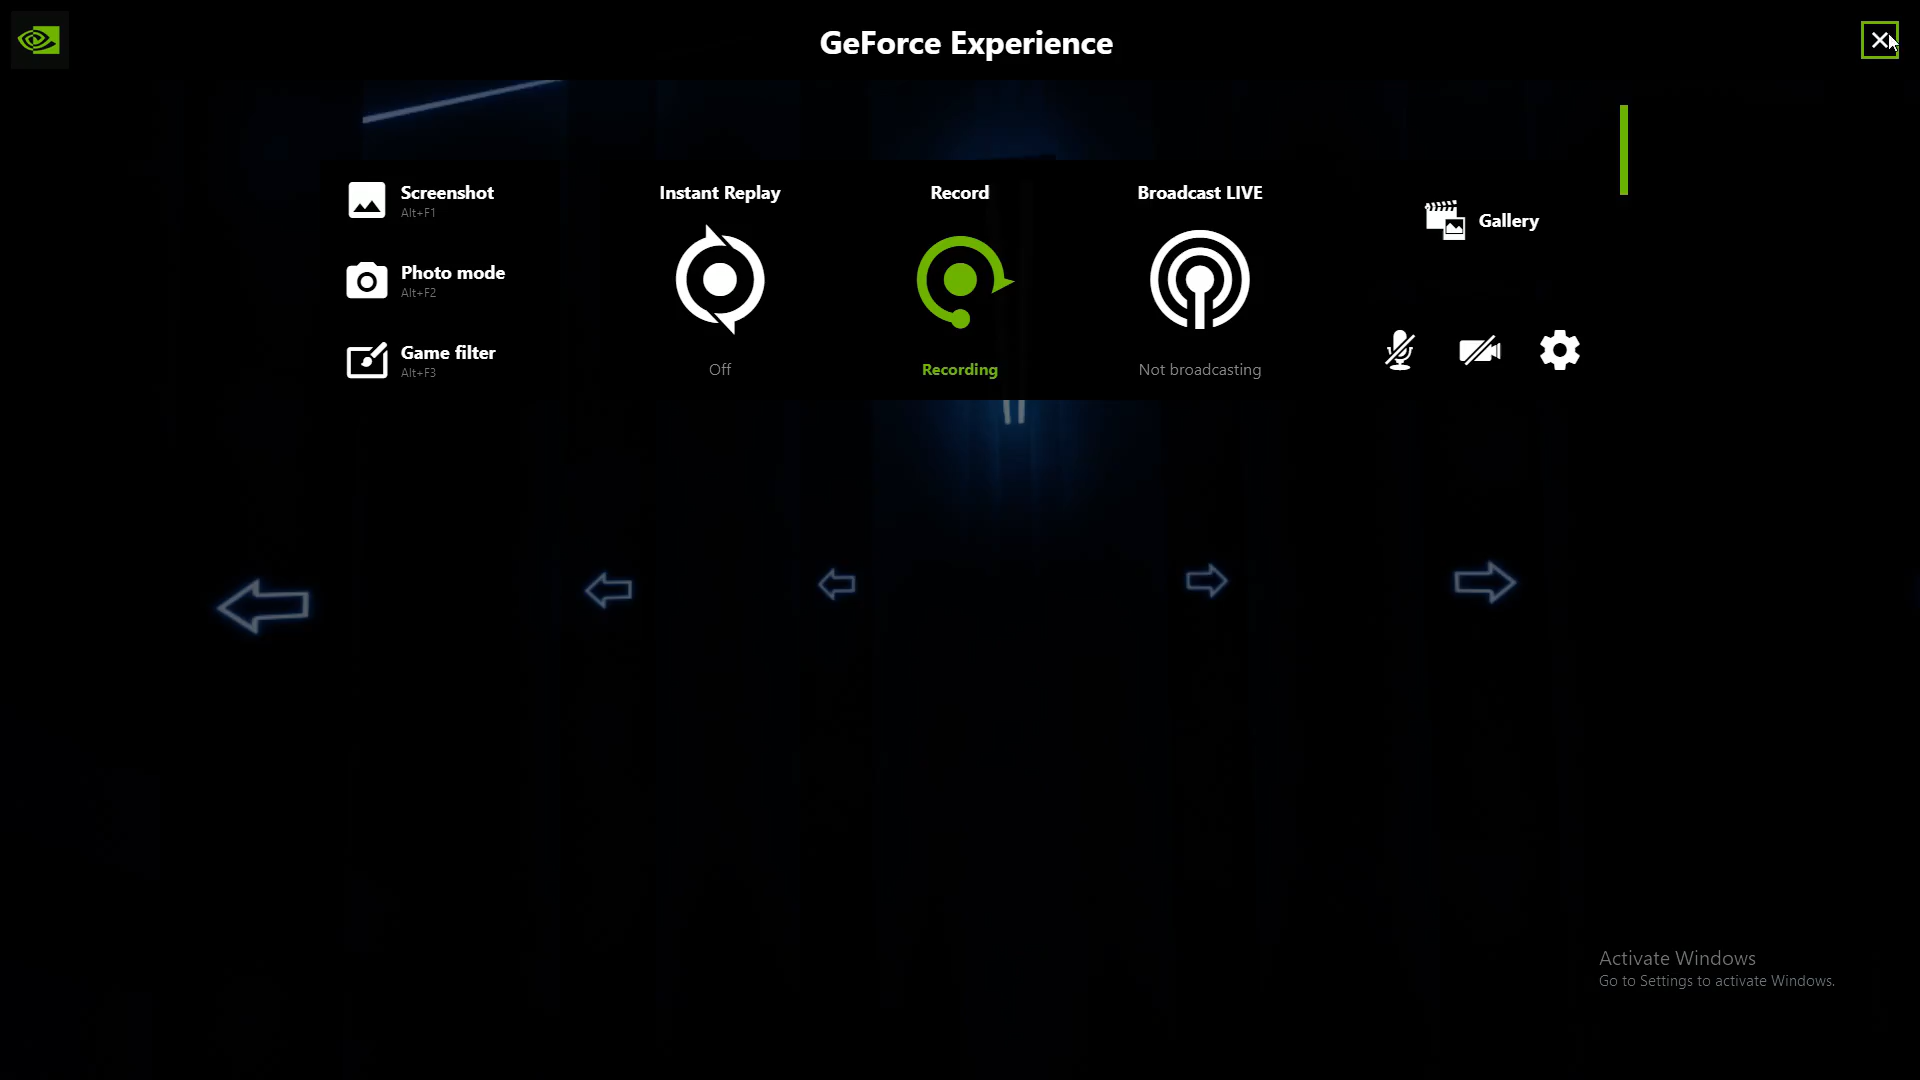 GeForce Experience
Screenshot
Alt+F1
Photo mode
Alt+F2
Game filter
Alt+F3
Instant Replay
Off
Record
Recording
Broadcast LIVE
Not broadcasting
Gallery
Activate Windows
Go to Settings to activate Windows.